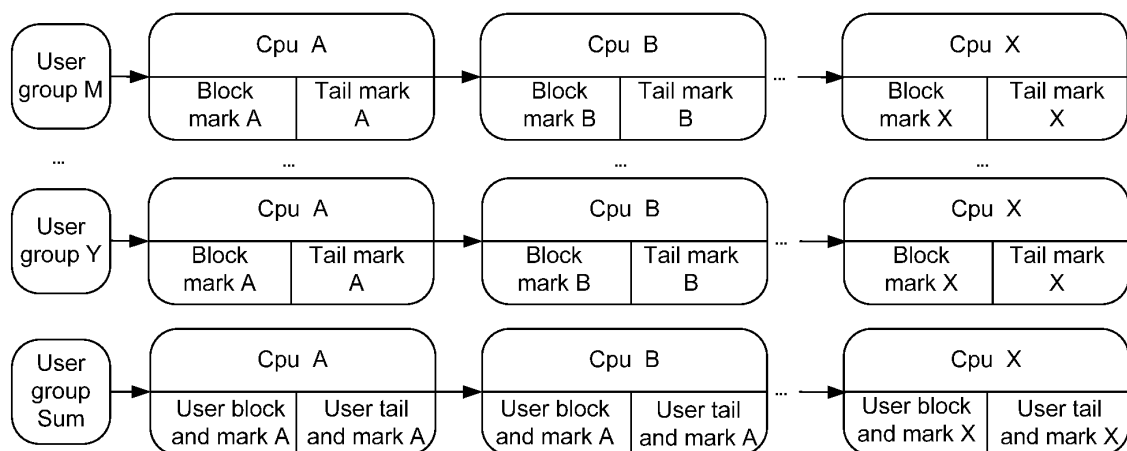 User
group M
Cpu A
Block
mark A
Tail mark
A
Cpu B
Block
mark B
Tail mark
B
...
Cpu X
Block
mark X
Tail mark
X
...
...
...
...
User
group Y
Cpu A
Block
mark A
Tail mark
A
Cpu B
Block
mark B
Tail mark
B
...
Cpu X
Block
mark X
Tail mark
X
User
group
Sum
Cpu A
User block
and mark A
User tail
and mark A
Cpu B
User block
and mark A
User tail
and mark A
...
Cpu X
User block
and mark X
User tail
and mark X